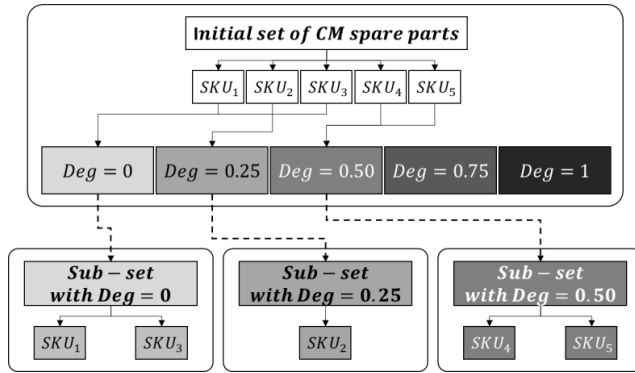 Initial set of CM spare parts
SKU₁ SKU₂ SKU₃ SKU₄ SKU₅
Deg = 0 Deg = 0.25 Deg = 0.50 Deg = 0.75 Deg = 1
Sub − set
with Deg = 0
Sub − set
with Deg = 0.25
Sub − set
with Deg = 0.50
SKU₁ SKU₃ SKU₂ SKU₄ SKU₅